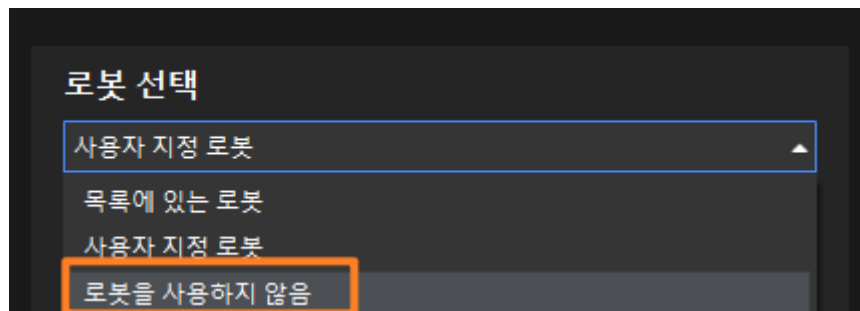 로봇 선택
사용자 지정 로봇
목록에 있는 로봇
사용자 지정 로봇
로봇을 사용하지 않음